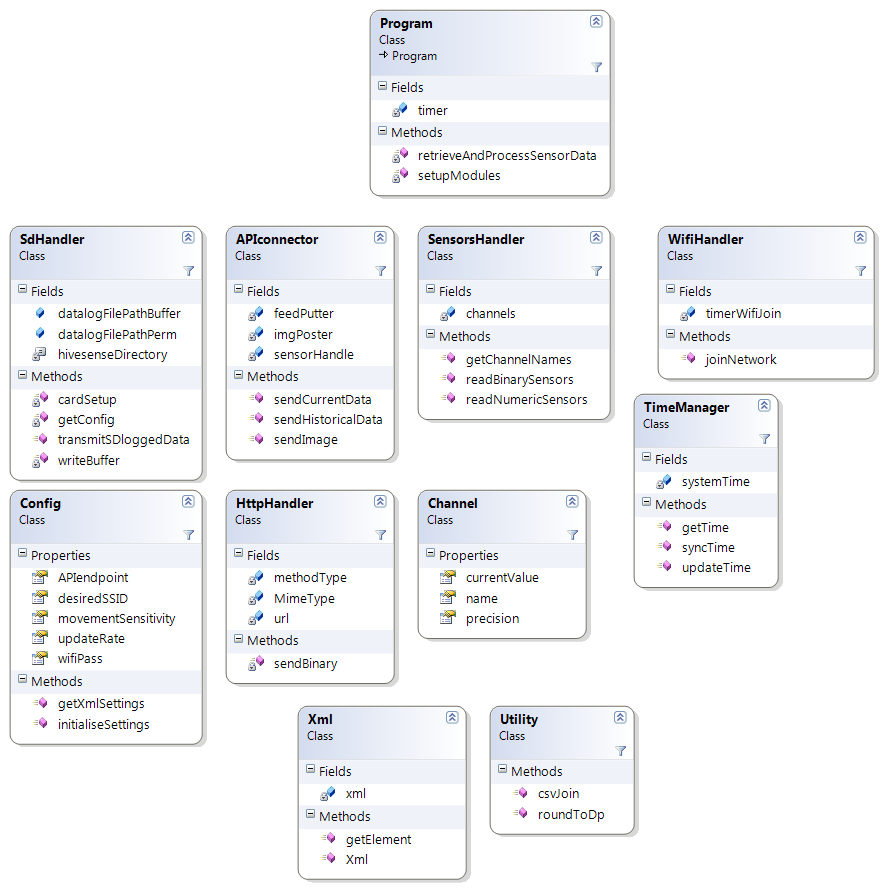 Program
Class
Program
Fields
timer
Methods
retrieveAndProcessSensorData
setupModules
SdHandler
Class
Fields
datalogFilePathBuffer
datalogFilePathPerm
hivesenseDirectory
Methods
cardSetup
getConfig
transmitSDloggedData
writeBuffer
APIconnector
Class
Fields
feedPutter
imgPoster
sensorHandle
Methods
sendCurrentData
sendHistoricalData
sendImage
SensorsHandler
Class
Fields
channels
Methods
getChannelNames
readBinarySensors
readNumericSensors
WifiHandler
Class
Fields
timerWifiJoin
Methods
joinNetwork
TimeManager
Class
Fields
systemTime
Methods
getTime
syncTime
updateTime
Config
Class
Properties
APIendpoint
desiredSSID
movementSensitivity
updateRate
wifiPass
Methods
getXmlSettings
initialiseSettings
HttpHandler
Class
Fields
methodType
MimeType
url
Methods
sendBinary
Channel
Class
Properties
currentValue
name
precision
Xml
Class
Fields
xml
Methods
getElement
Xml
Utility
Class
Methods
csvJoin
roundToDp